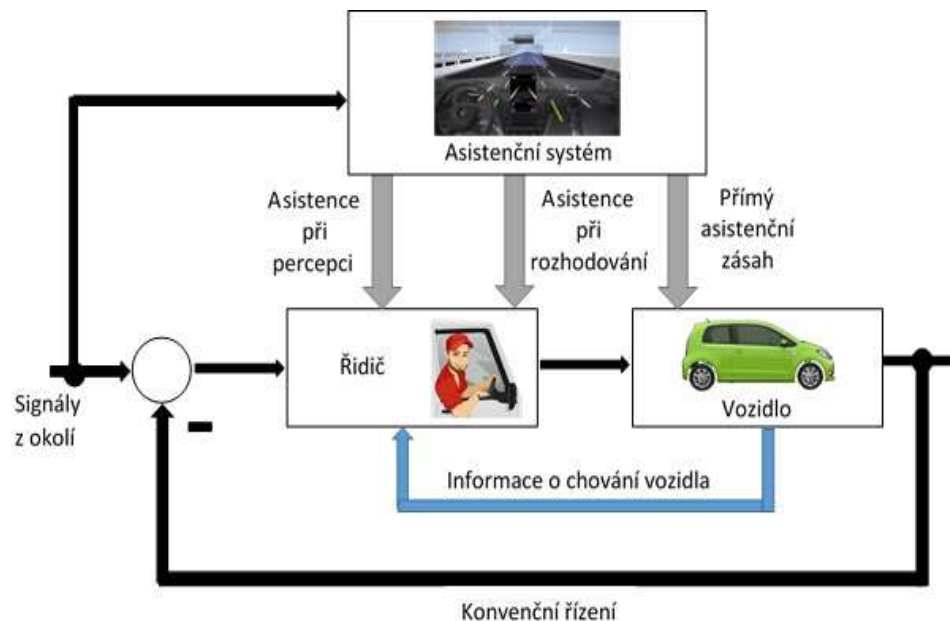 Asistenční systém
Asistence
při
percepci
Asistence
při
rozhodování
Přímý
asistenční
zásah
Řidič
Vozidlo
Signály
z okolí
Informace o chování vozidla
Konvenční řízení